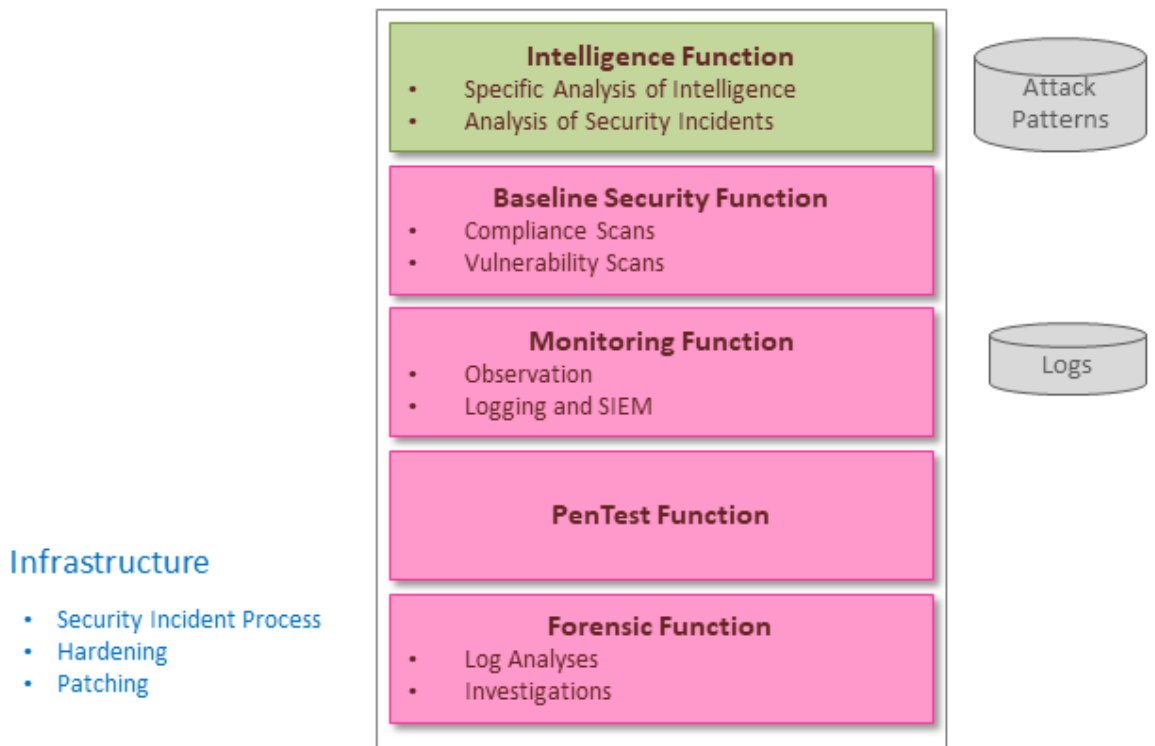 Intelligence Function
• Specific Analysis of Intelligence
• Analysis of Security Incidents
Attack
Patterns
Baseline Security Function
• Compliance Scans
• Vulnerability Scans
Monitoring Function
• Observation
• Logging and SIEM
Logs
PenTest Function
Infrastructure
• Security Incident Process
• Hardening
• Patching
Forensic Function
• Log Analyses
• Investigations